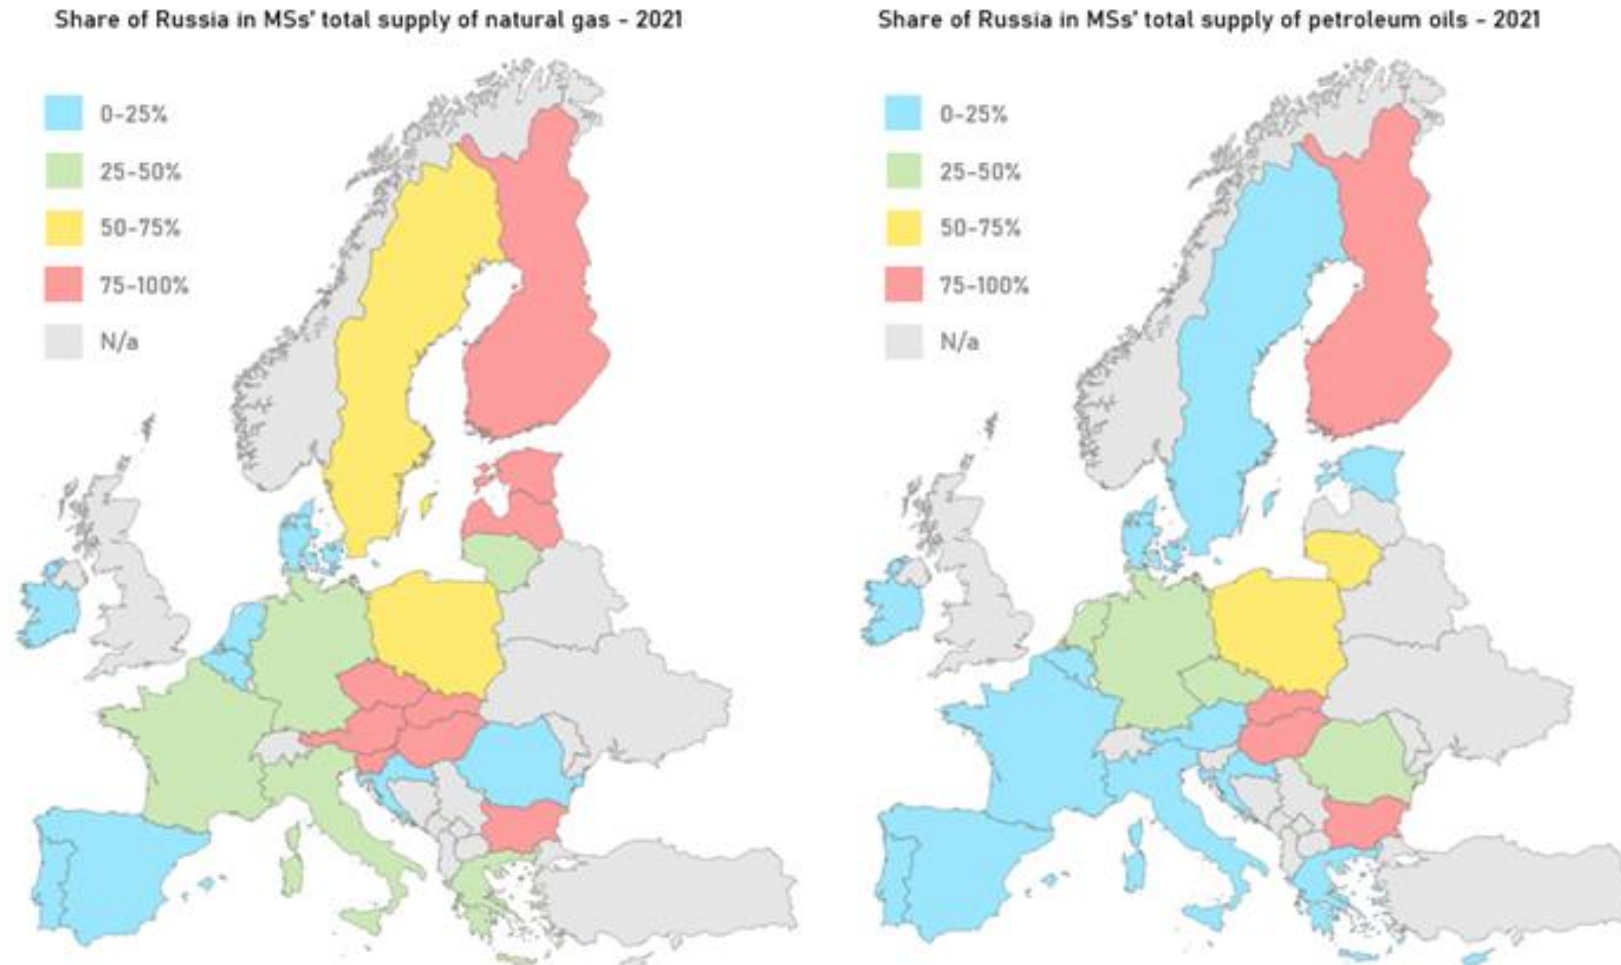 Share of Russia in MSs' total supply of natural gas - 2021
0-25%
25-50%
50-75%
75-100%
N/a
Share of Russia in MSs' total supply of petroleum oils - 2021
0-25%
25-50%
50-75%
75-100%
N/a